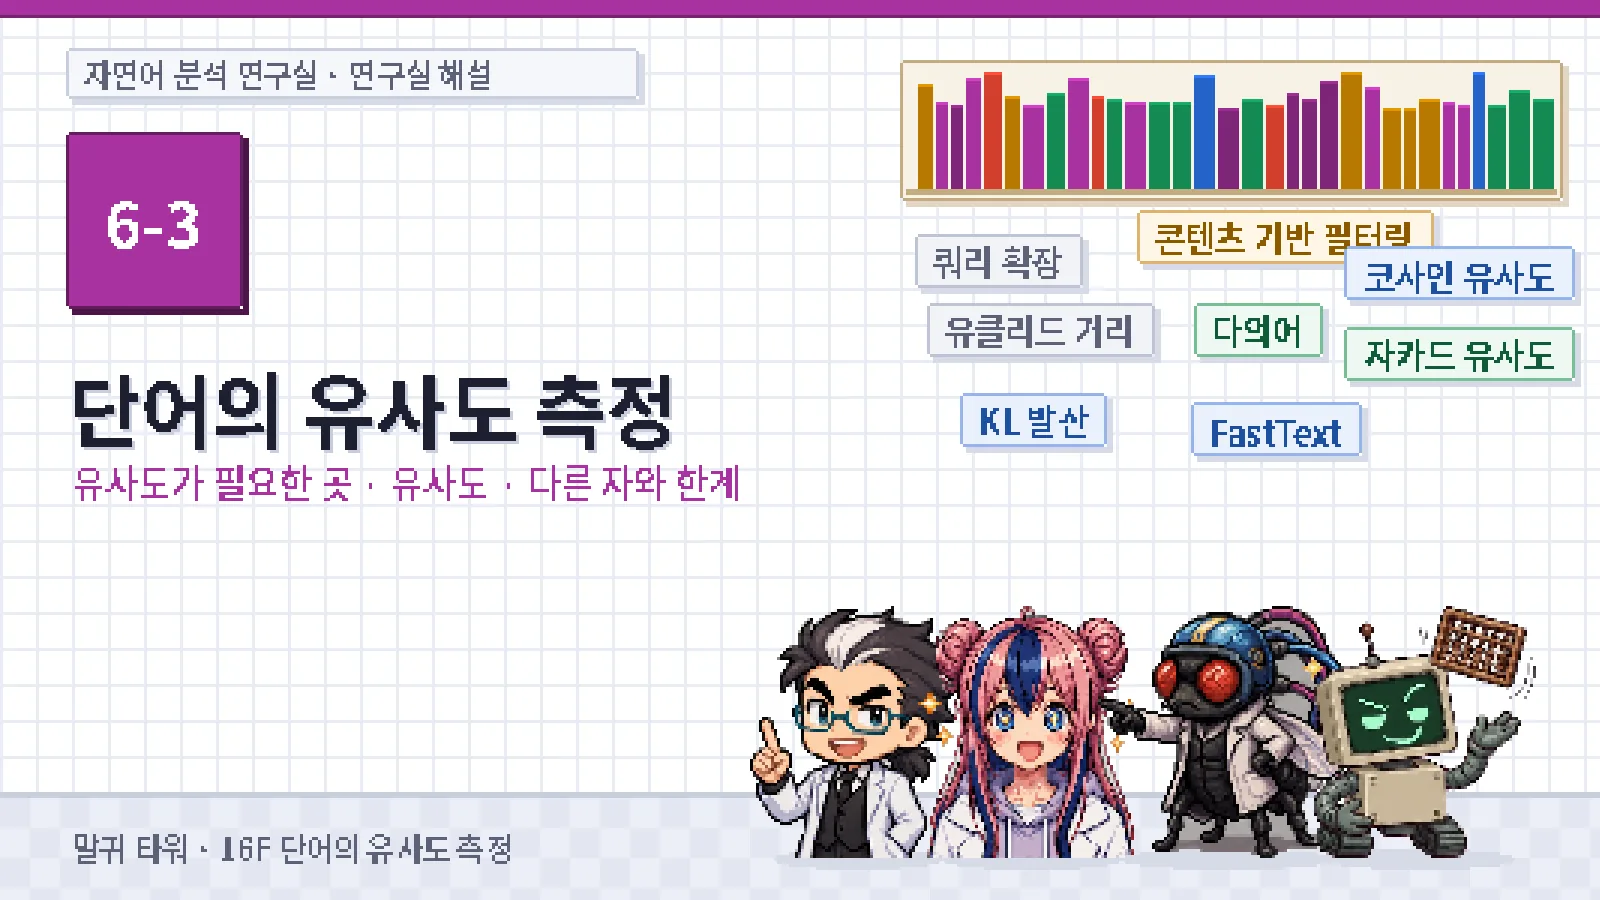 자연어 분석 연구실 · 연구실 해설
6-3
단어의 유사도 측정
유사도가 필요한 곳 · 유사도 · 다른 자와 한계
콘텐츠 기반 필터링
쿼리 확장
코사인 유사도
유클리드 거리
다의어
자카드 유사도
KL 발산
FastText
말귀 타워 · 16F 단어의 유사도 측정